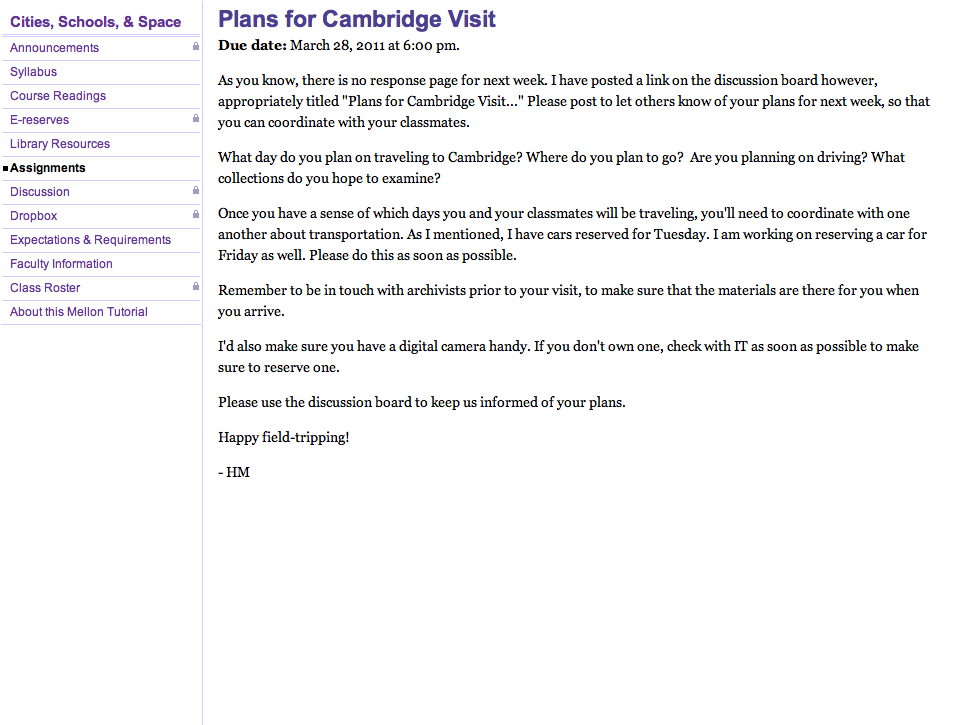 Cities, Schools, & Space
Announcements
Syllabus
Course Readings
E-reserves
Library Resources
Assignments
Discussion
Dropbox
Expectations & Requirements
Faculty Information
Class Roster
About this Mellon Tutorial
Plans for Cambridge Visit
Due date: March 28, 2011 at 6:00 pm.
As you know, there is no response page for next week. I have posted a link on the discussion board however,
appropriately titled "Plans for Cambridge Visit..." Please post to let others know of your plans for next week, so that
you can coordinate with your classmates.
What day do you plan on traveling to Cambridge? Where do you plan to go?  Are you planning on driving? What
collections do you hope to examine?
Once you have a sense of which days you and your classmates will be traveling, you'll need to coordinate with one
another about transportation. As I mentioned, I have cars reserved for Tuesday. I am working on reserving a car for
Friday as well. Please do this as soon as possible.
Remember to be in touch with archivists prior to your visit, to make sure that the materials are there for you when
you arrive.
I'd also make sure you have a digital camera handy. If you don't own one, check with IT as soon as possible to make
sure to reserve one.
Please use the discussion board to keep us informed of your plans.
Happy field-tripping!
- HM